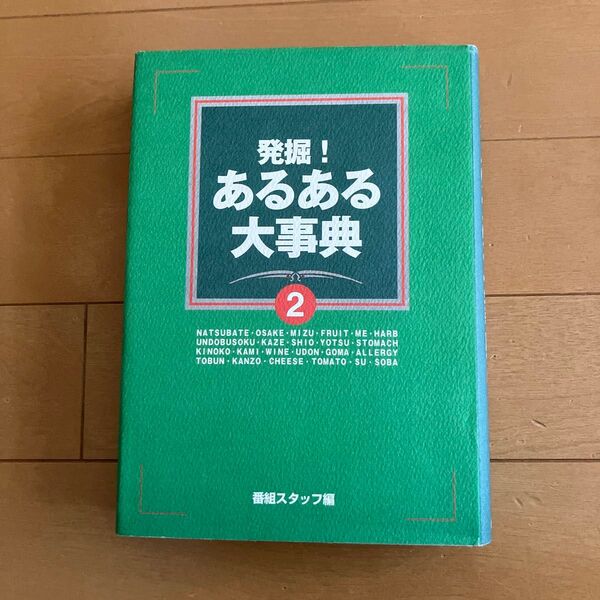 発掘！
あるある
大事典
2
NATSUBATE・OSAKE・MIZU・FRUIT・ME・HARB
UNDOBUSOKU・KAZE・SHIO・YOTSU・STOMACH
KINOKO・KAMI・WINE・UDON・GOMA・ALLERGY
TOBUN・KANZO・CHEESE・TOMATO・SU・SOBA
番組スタッフ編